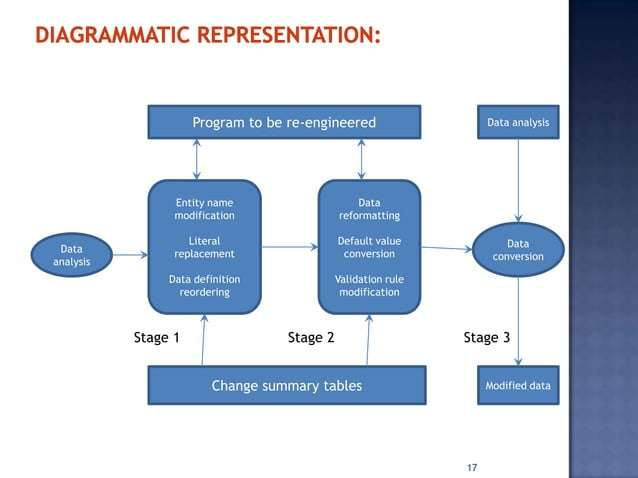 DIAGRAMMATIC REPRESENTATION:
Program to be re-engineered
Data analysis
Entity name
modification
Literal
replacement
Data definition
reordering
Data
reformatting
Default value
conversion
Validation rule
modification
Data
analysis
Data
conversion
Stage 1
Stage 2
Stage 3
Change summary tables
Modified data
17